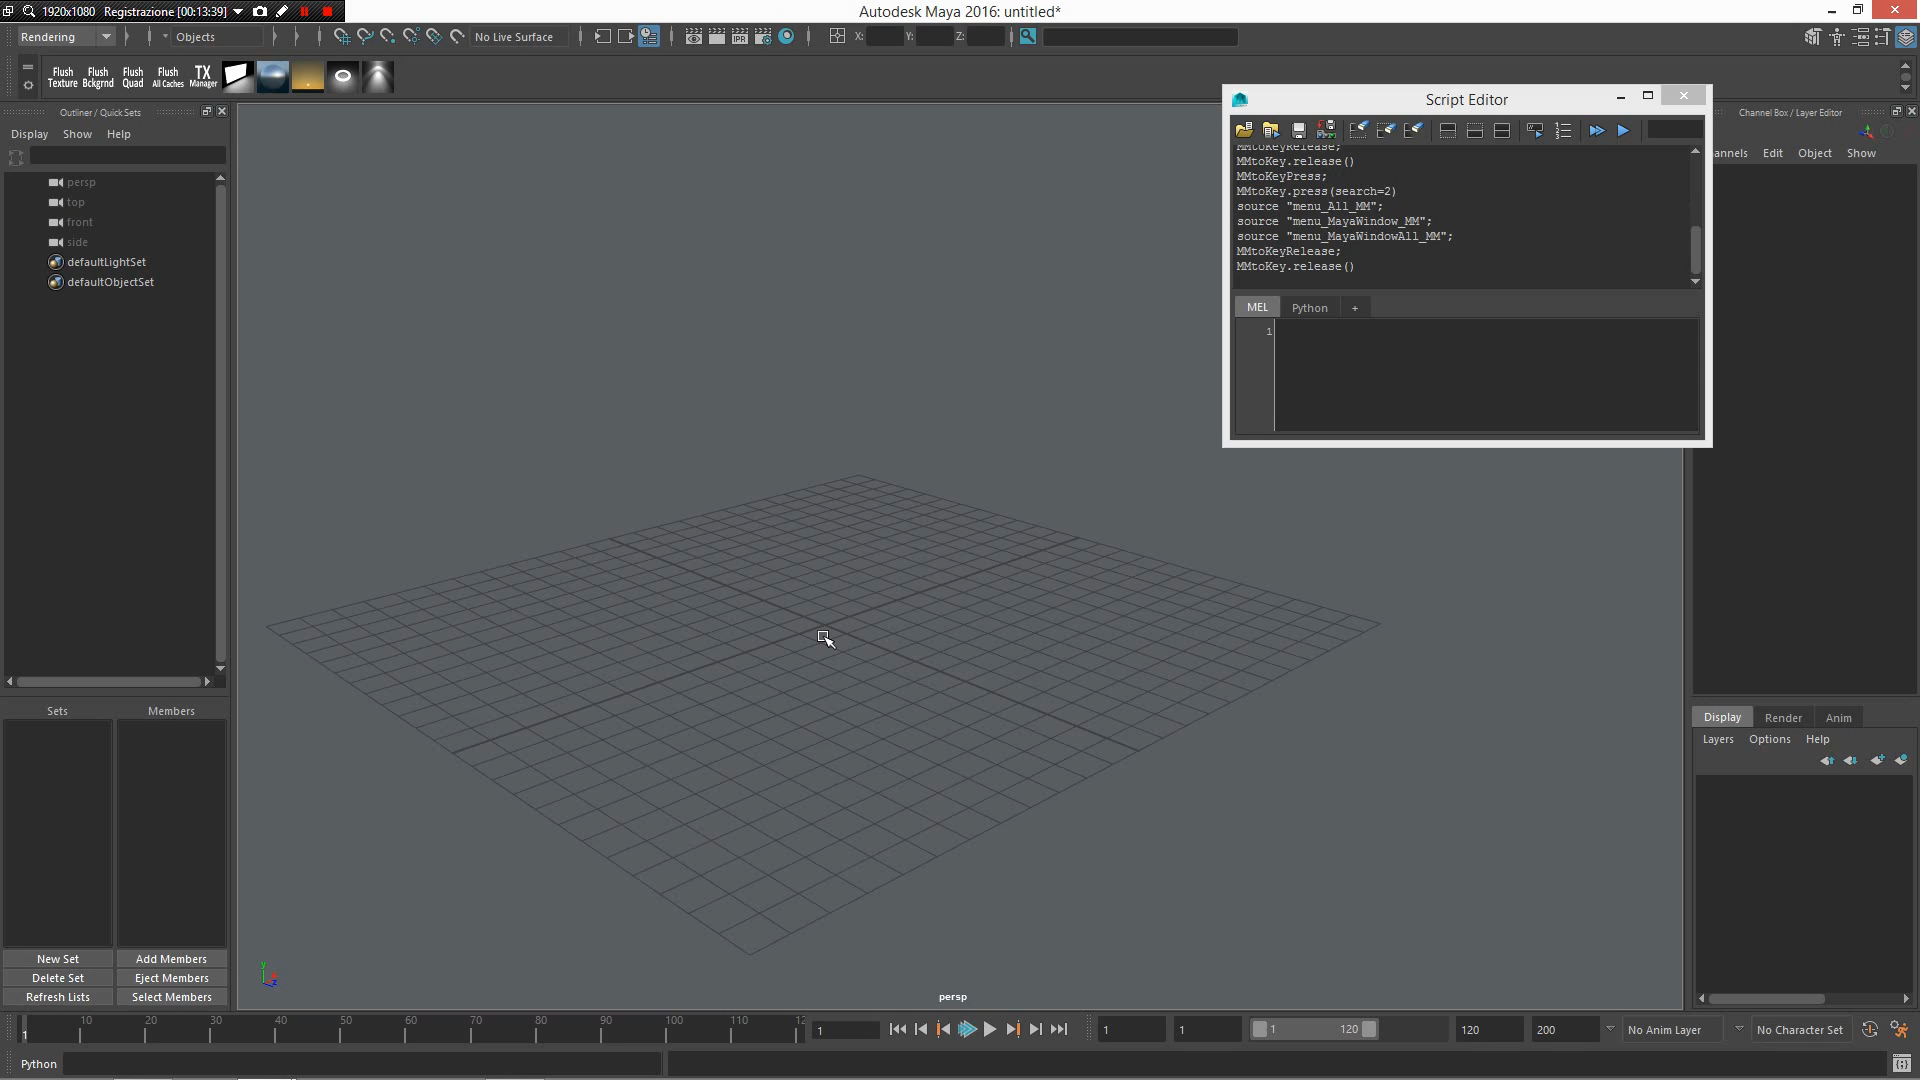 1920x1080 Registrazione [00:13:39]
Autodesk Maya 2016: untitled*
Rendering
Objects
No Live Surface
IPR
X:
Y:
Z:
Flush Texture
Flush Bckgrnd
Flush Quad
Flush All Caches
TX Manager
Outliner / Quick Sets
Display Show Help
persp
top
front
side
defaultLightSet
defaultObjectSet
Sets
Members
New Set
Add Members
Delete Set
Eject Members
Refresh Lists
Select Members
Script Editor
MMtoKeyRelease;
MMtoKey.release()
MMtoKeyPress;
MMtoKey.press(search=2)
source "menu_All_MM";
source "menu_MayaWindow_MM";
source "menu_MayaWindowAll_MM";
MMtoKeyRelease;
MMtoKey.release()
MEL Python +
1
Channel Box / Layer Editor
annels Edit Object Show
Display Render Anim
Layers Options Help
y
z
persp
1 10 20 30 40 50 60 70 80 90 100 110 12
1
1
1
1 120
120
200
No Anim Layer
No Character Set
Python